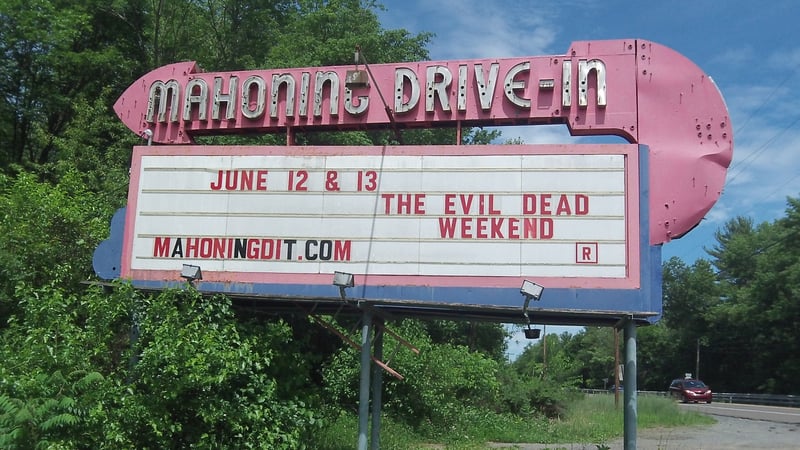 MAHONING DRIVE-IN
JUNE 12 & 13
THE EVIL DEAD
WEEKEND
MAHONINGDIT.COM
R